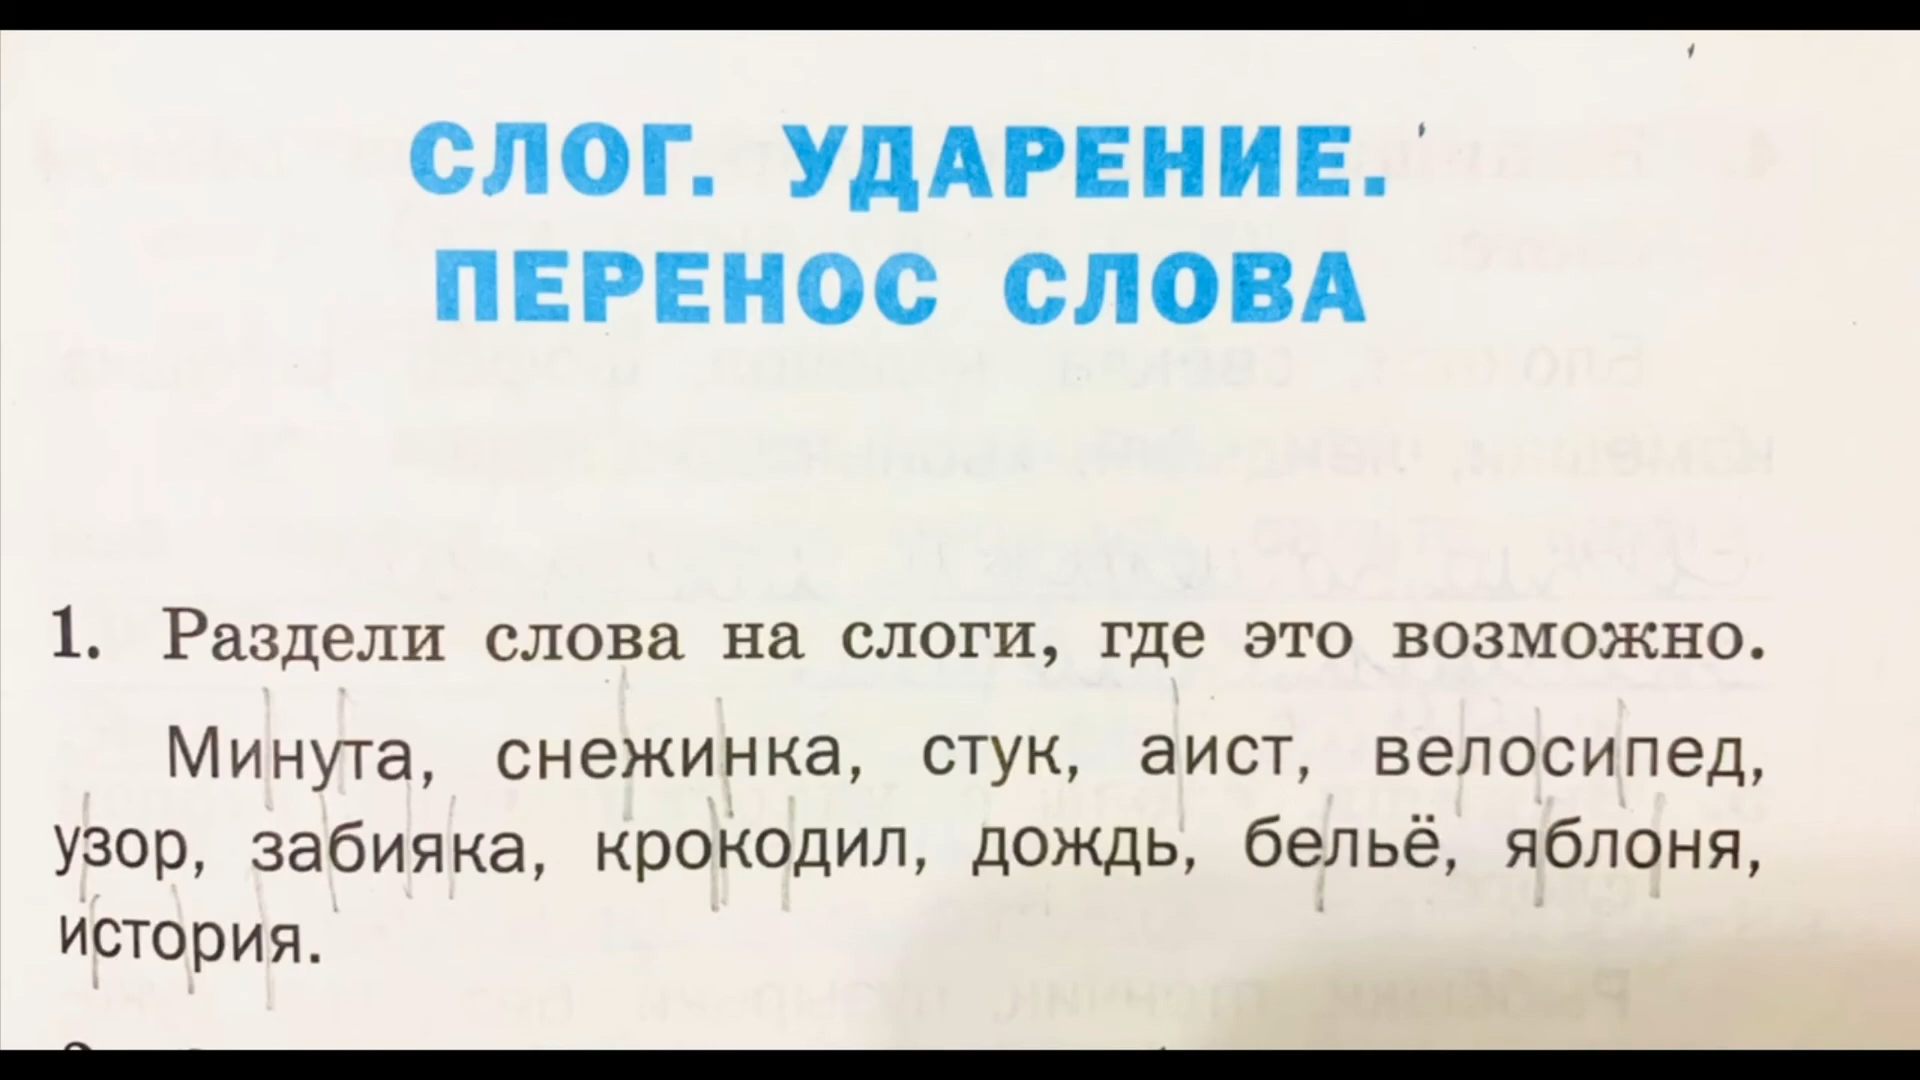 СЛОГ. УДАРЕНИЕ.
ПЕРЕНОС СЛОВА
1. Раздели слова на слоги, где это возможно.
Минута, снежинка, стук, аист, велосипед,
узор, забияка, крокодил, дождь, бельё, яблоня,
история.